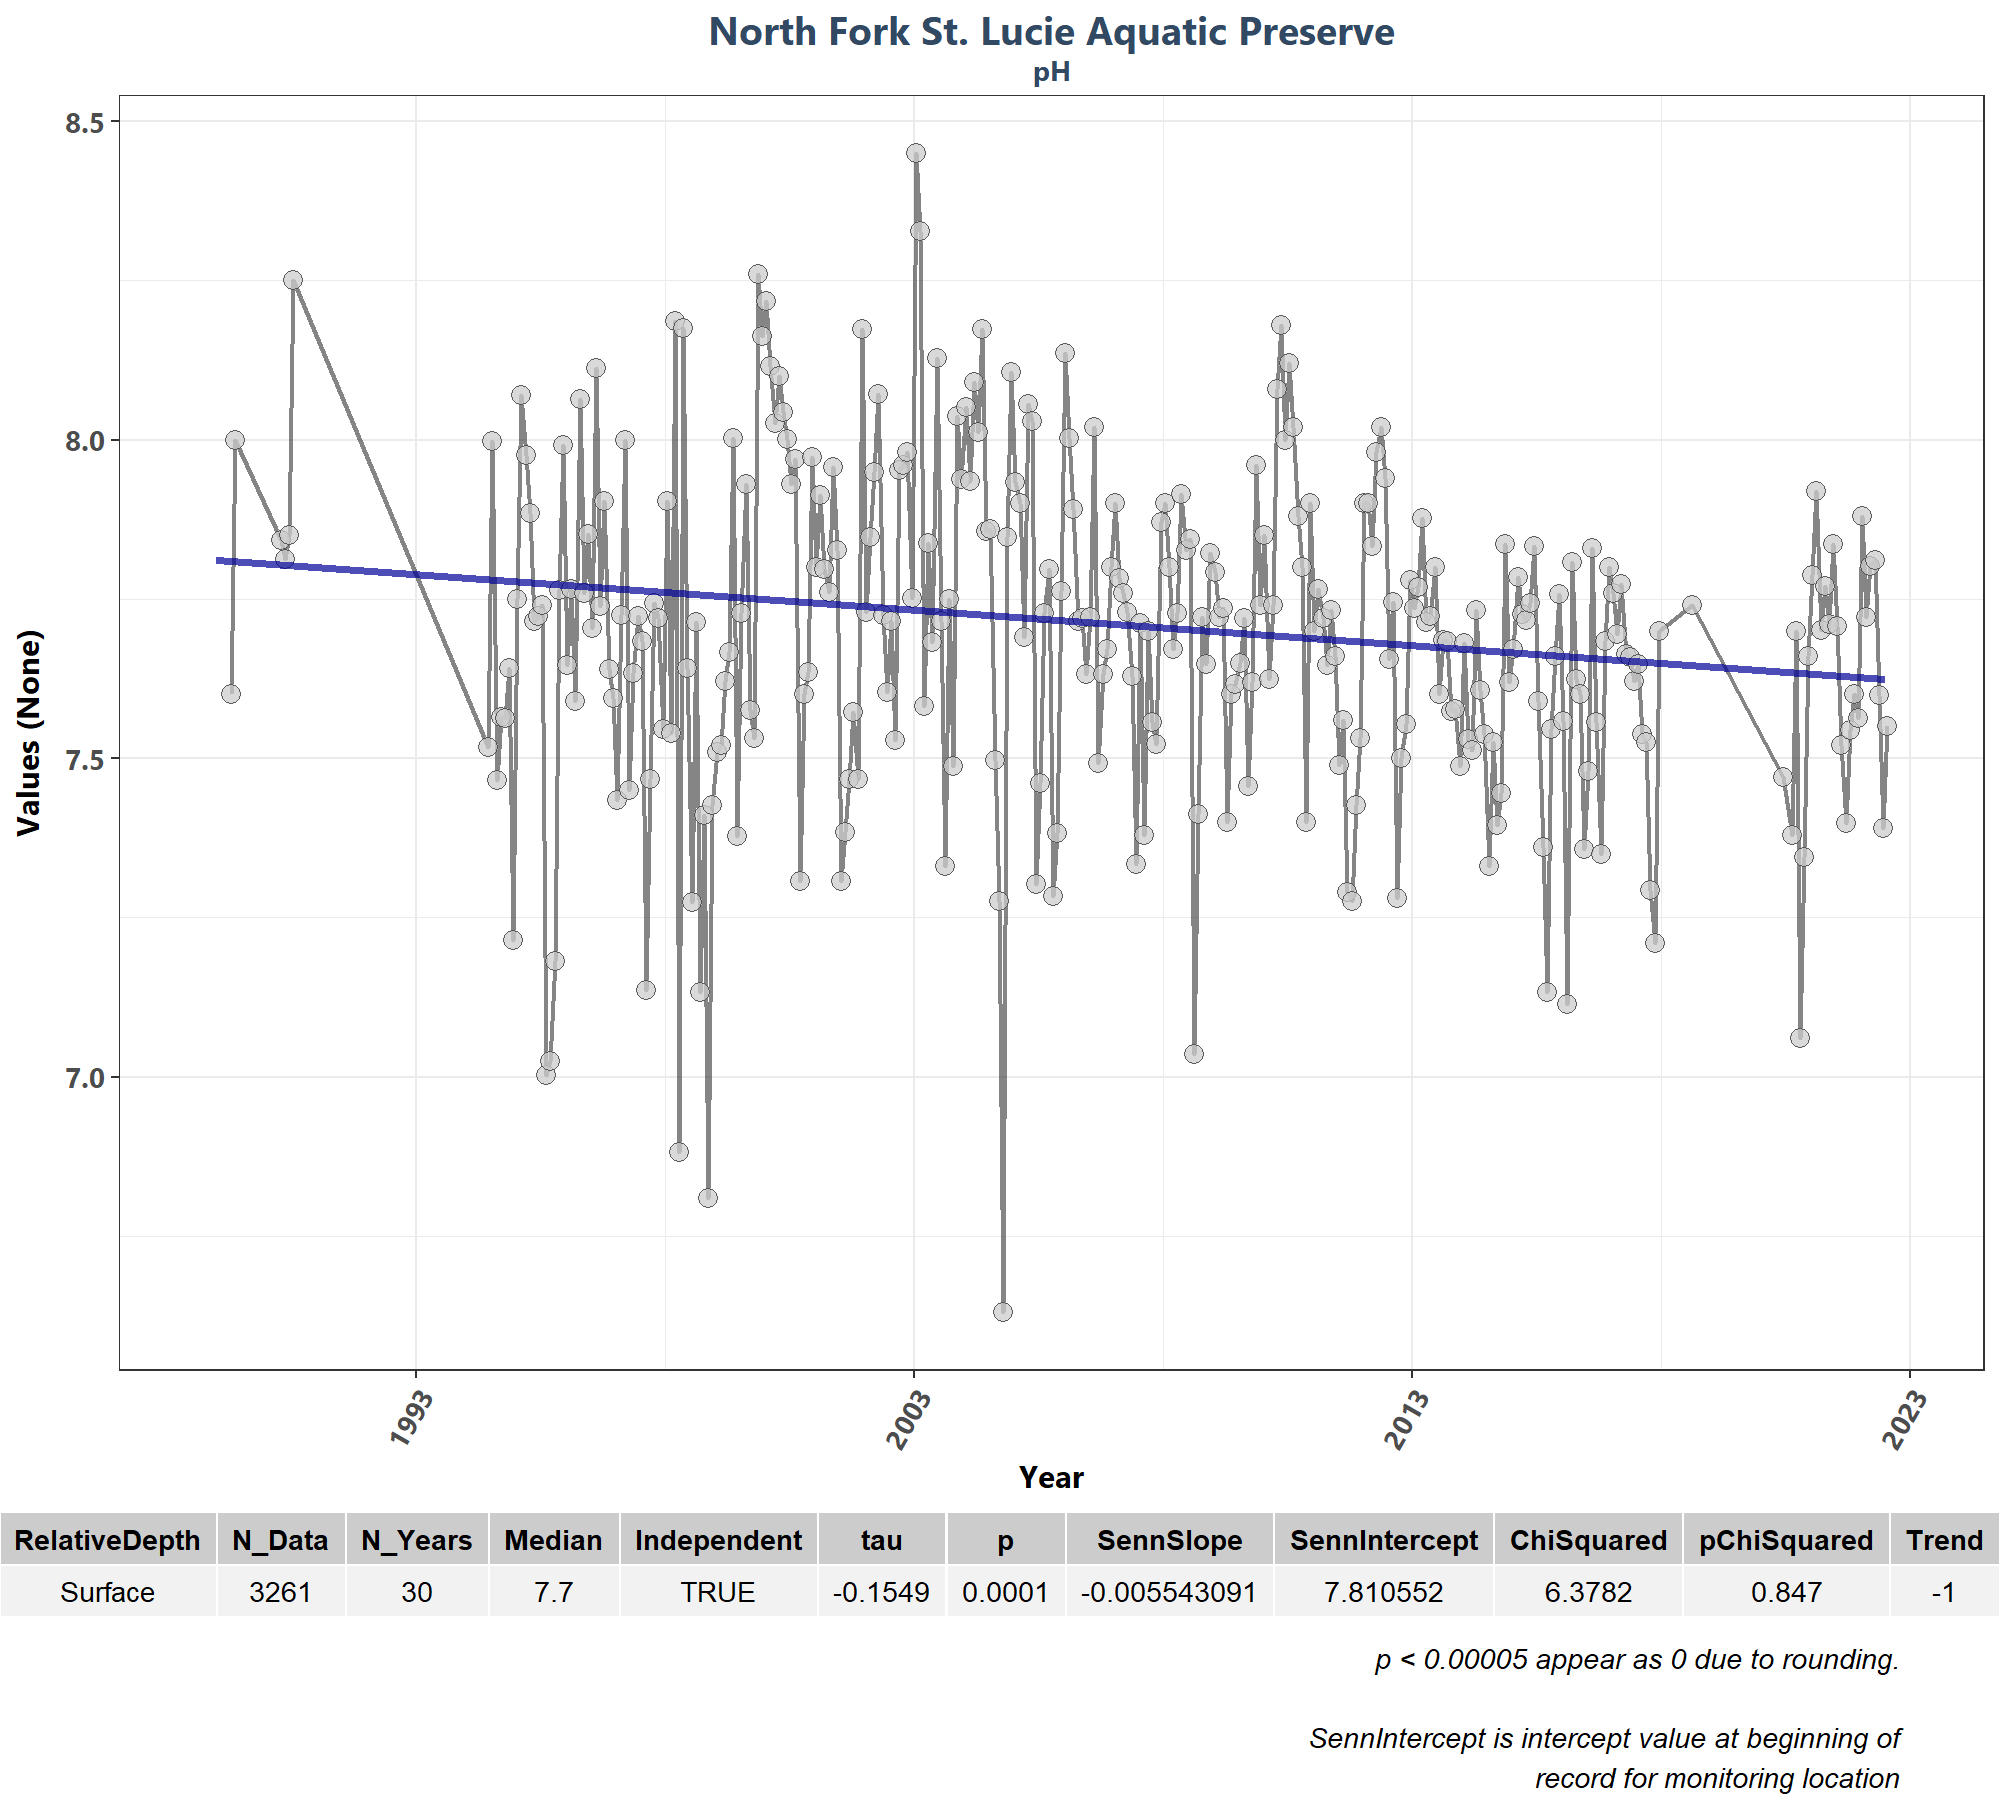 North Fork St. Lucie Aquatic Preserve
pH
8.5
8.0
7.5
7.0
Values (None)
1993
2003
2013
2023
Year
RelativeDepth N_Data N_Years Median Independent tau p SennSlope SennIntercept ChiSquared pChiSquared Trend
Surface 3261 30 7.7 TRUE -0.1549 0.0001 -0.005543091 7.810552 6.3782 0.847 -1
p < 0.00005 appear as 0 due to rounding.
SennIntercept is intercept value at beginning of
record for monitoring location